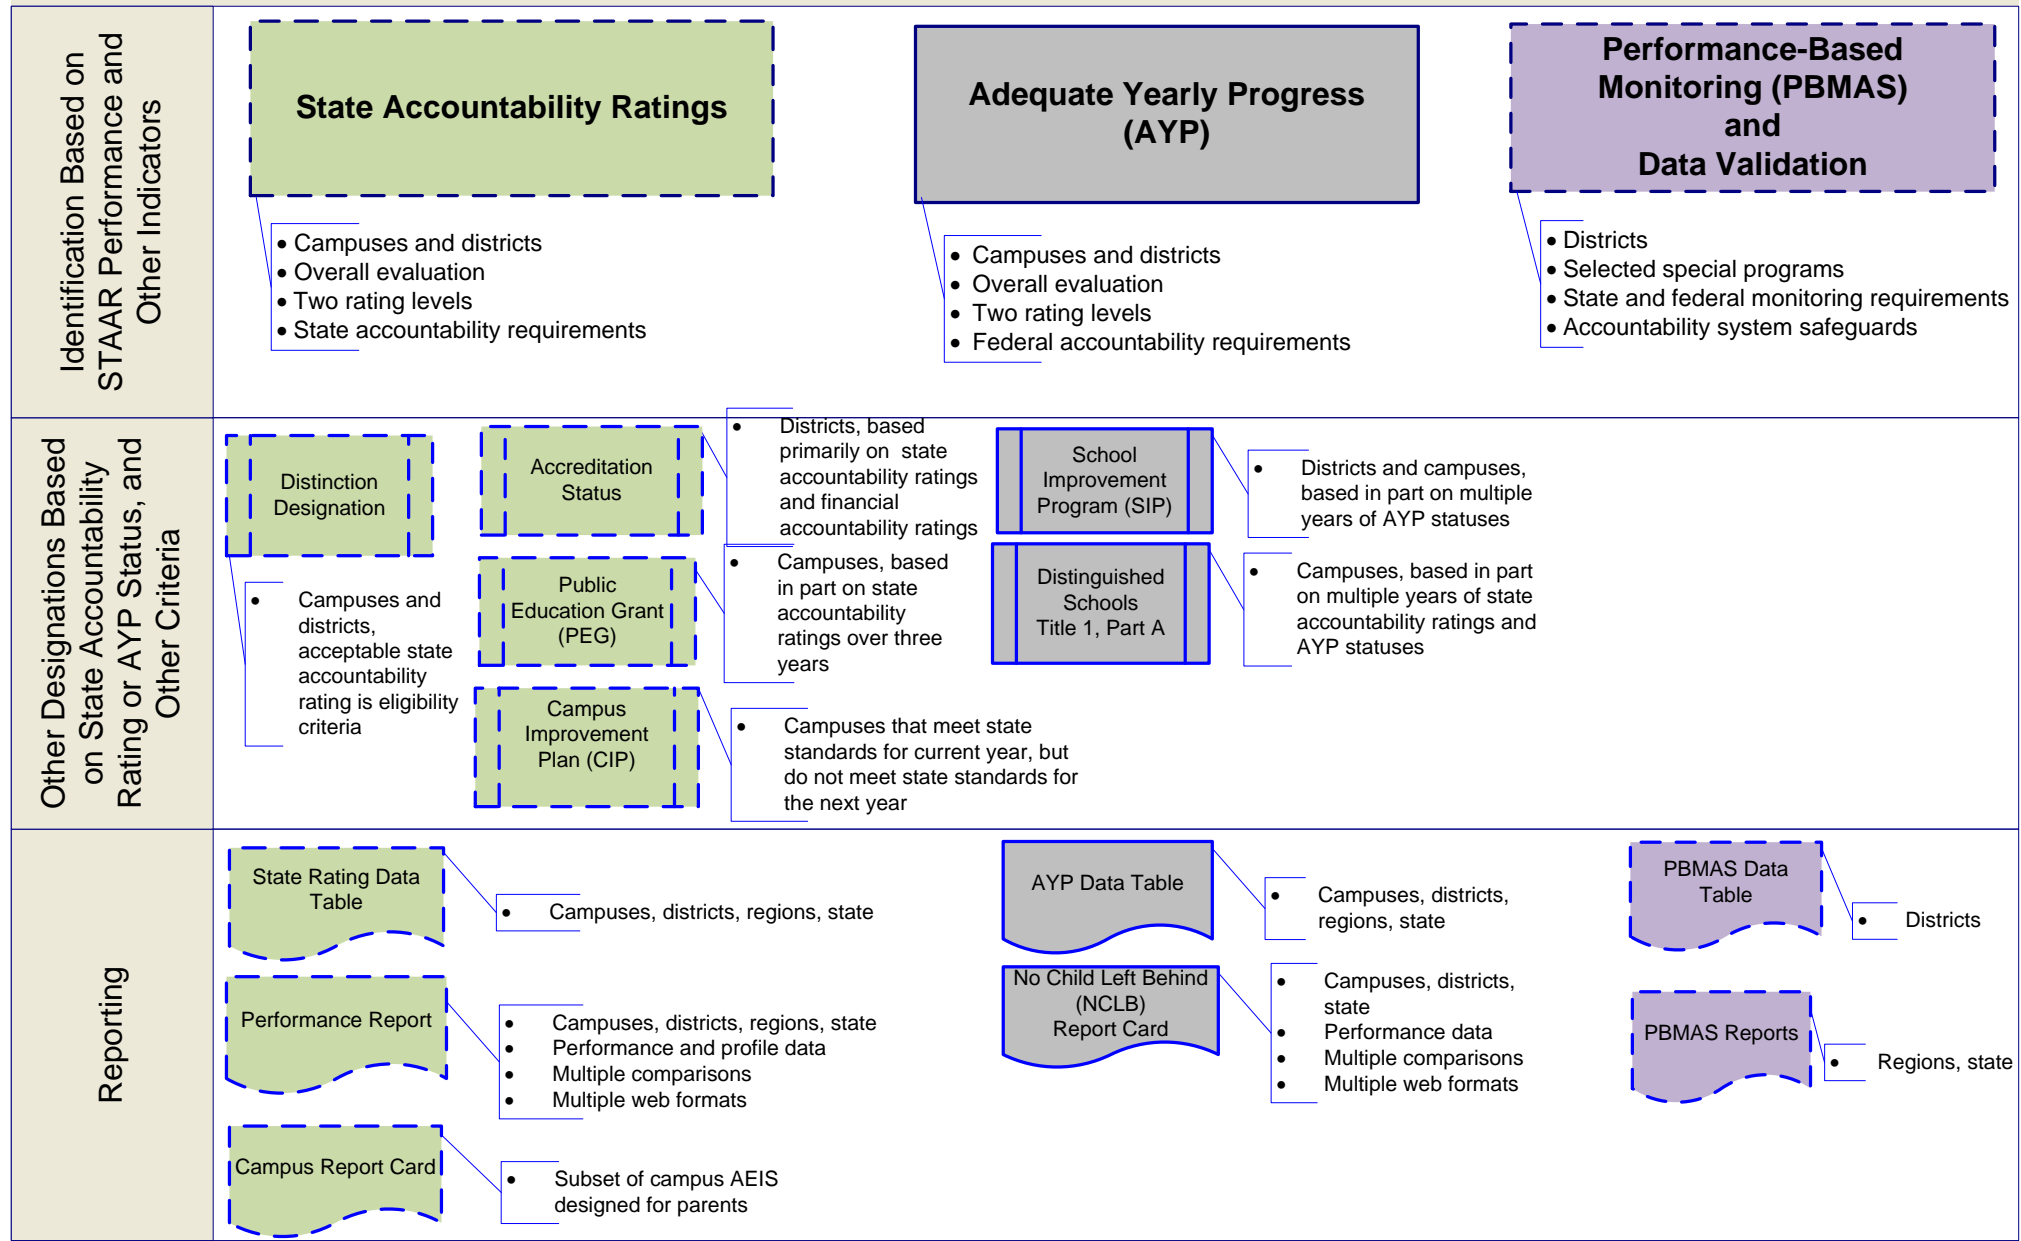 Identification Based on
STAAR Performance and
Other Indicators
State Accountability Ratings
• Campuses and districts
• Overall evaluation
• Two rating levels
• State accountability requirements
Adequate Yearly Progress
(AYP)
• Campuses and districts
• Overall evaluation
• Two rating levels
• Federal accountability requirements
Performance-Based
Monitoring (PBMAS)
and
Data Validation
• Districts
• Selected special programs
• State and federal monitoring requirements
• Accountability system safeguards
Other Designations Based
on State Accountability
Rating or AYP Status, and
Other Criteria
Distinction
Designation
• Campuses and
districts,
acceptable state
accountability
rating is eligibility
criteria
Accreditation
Status
• Districts, based
primarily on state
accountability ratings
and financial
accountability ratings
Public
Education Grant
(PEG)
• Campuses, based
in part on state
accountability
ratings over three
years
Campus
Improvement
Plan (CIP)
• Campuses that meet state
standards for current year, but
do not meet state standards for
the next year
School
Improvement
Program (SIP)
• Districts and campuses,
based in part on multiple
years of AYP statuses
Distinguished
Schools
Title 1, Part A
• Campuses, based in part
on multiple years of state
accountability ratings and
AYP statuses
Reporting
State Rating Data
Table
• Campuses, districts, regions, state
Performance Report
• Campuses, districts, regions, state
• Performance and profile data
• Multiple comparisons
• Multiple web formats
Campus Report Card
• Subset of campus AEIS
designed for parents
AYP Data Table
• Campuses, districts,
regions, state
No Child Left Behind
(NCLB)
Report Card
• Campuses, districts,
state
• Performance data
• Multiple comparisons
• Multiple web formats
PBMAS Data
Table
• Districts
PBMAS Reports
• Regions, state